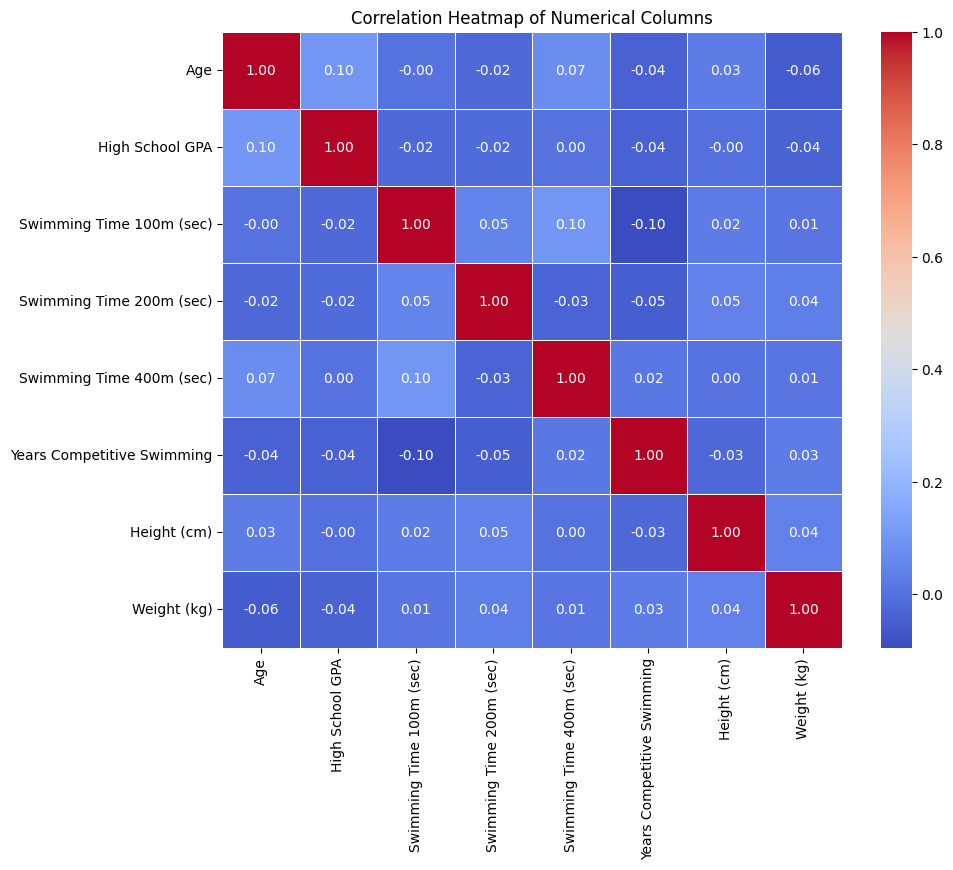 Correlation Heatmap of Numerical Columns
Age 1.00 0.10 -0.00 -0.02 0.07 -0.04 0.03 -0.06
High School GPA 0.10 1.00 -0.02 -0.02 0.00 -0.04 -0.00 -0.04
Swimming Time 100m (sec) -0.00 -0.02 1.00 0.05 0.10 -0.10 0.02 0.01
Swimming Time 200m (sec) -0.02 -0.02 0.05 1.00 -0.03 -0.05 0.05 0.04
Swimming Time 400m (sec) 0.07 0.00 0.10 -0.03 1.00 0.02 0.00 0.01
Years Competitive Swimming -0.04 -0.04 -0.10 -0.05 0.02 1.00 -0.03 0.03
Height (cm) 0.03 -0.00 0.02 0.05 0.00 -0.03 1.00 0.04
Weight (kg) -0.06 -0.04 0.01 0.04 0.01 0.03 0.04 1.00
Age
High School GPA
Swimming Time 100m (sec)
Swimming Time 200m (sec)
Swimming Time 400m (sec)
Years Competitive Swimming
Height (cm)
Weight (kg)
1.0
0.8
0.6
0.4
0.2
0.0